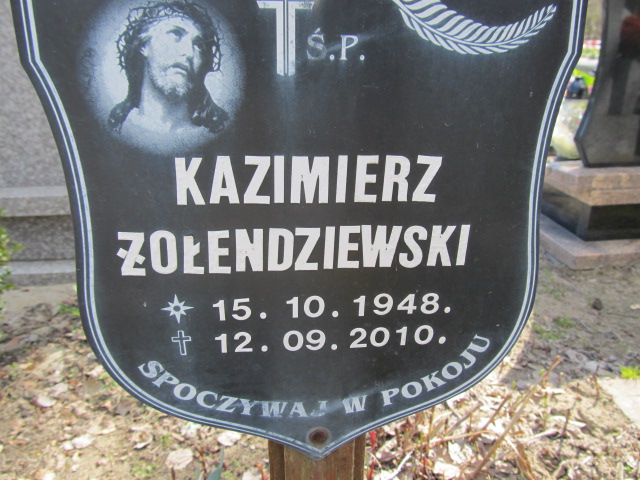 Ś.P.
KAZIMIERZ
ŻOŁENDZIEWSKI
15. 10. 1948.
12. 09. 2010.
SPOCZYWAJ W POKOJU